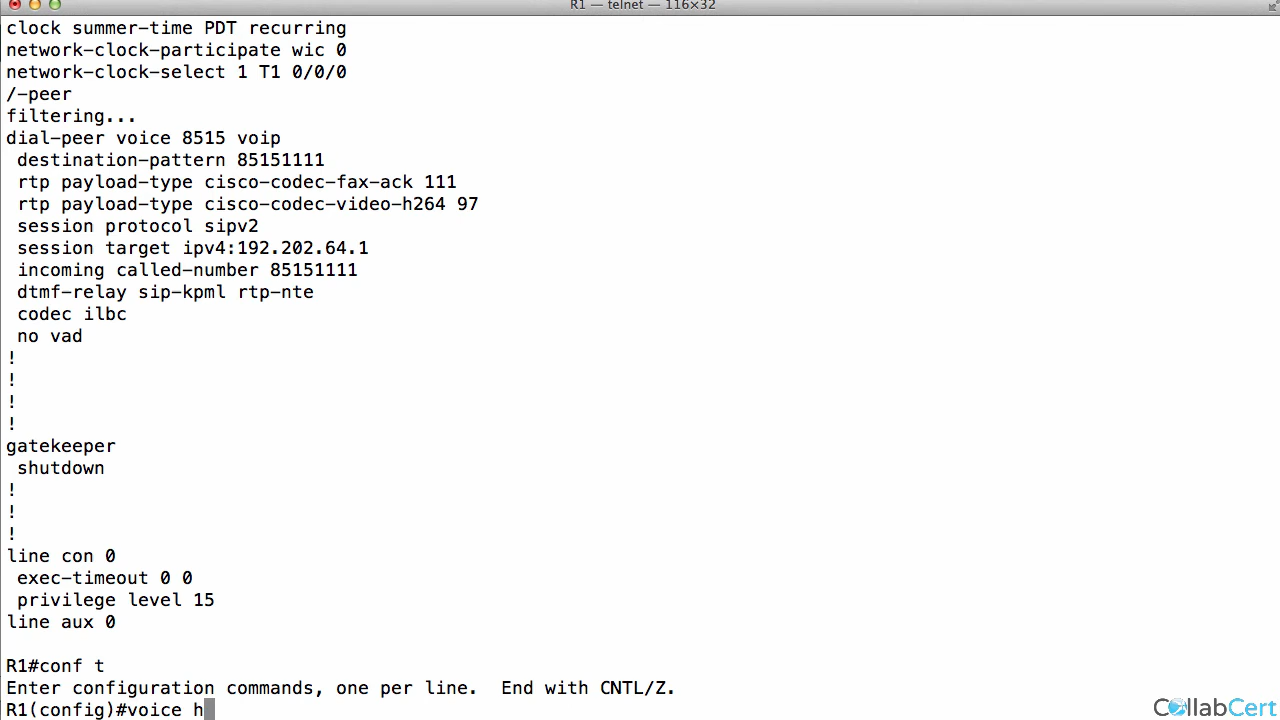 R1 — telnet — 116×32
clock summer-time PDT recurring
network-clock-participate wic 0
network-clock-select 1 T1 0/0/0
/-peer
filtering...
dial-peer voice 8515 voip
 destination-pattern 85151111
 rtp payload-type cisco-codec-fax-ack 111
 rtp payload-type cisco-codec-video-h264 97
 session protocol sipv2
 session target ipv4:192.202.64.1
 incoming called-number 85151111
 dtmf-relay sip-kpml rtp-nte
 codec ilbc
 no vad
!
!
!
!
gatekeeper
 shutdown
!
!
!
line con 0
 exec-timeout 0 0
 privilege level 15
line aux 0
R1#conf t
Enter configuration commands, one per line.  End with CNTL/Z.
R1(config)#voice h
CollabCert